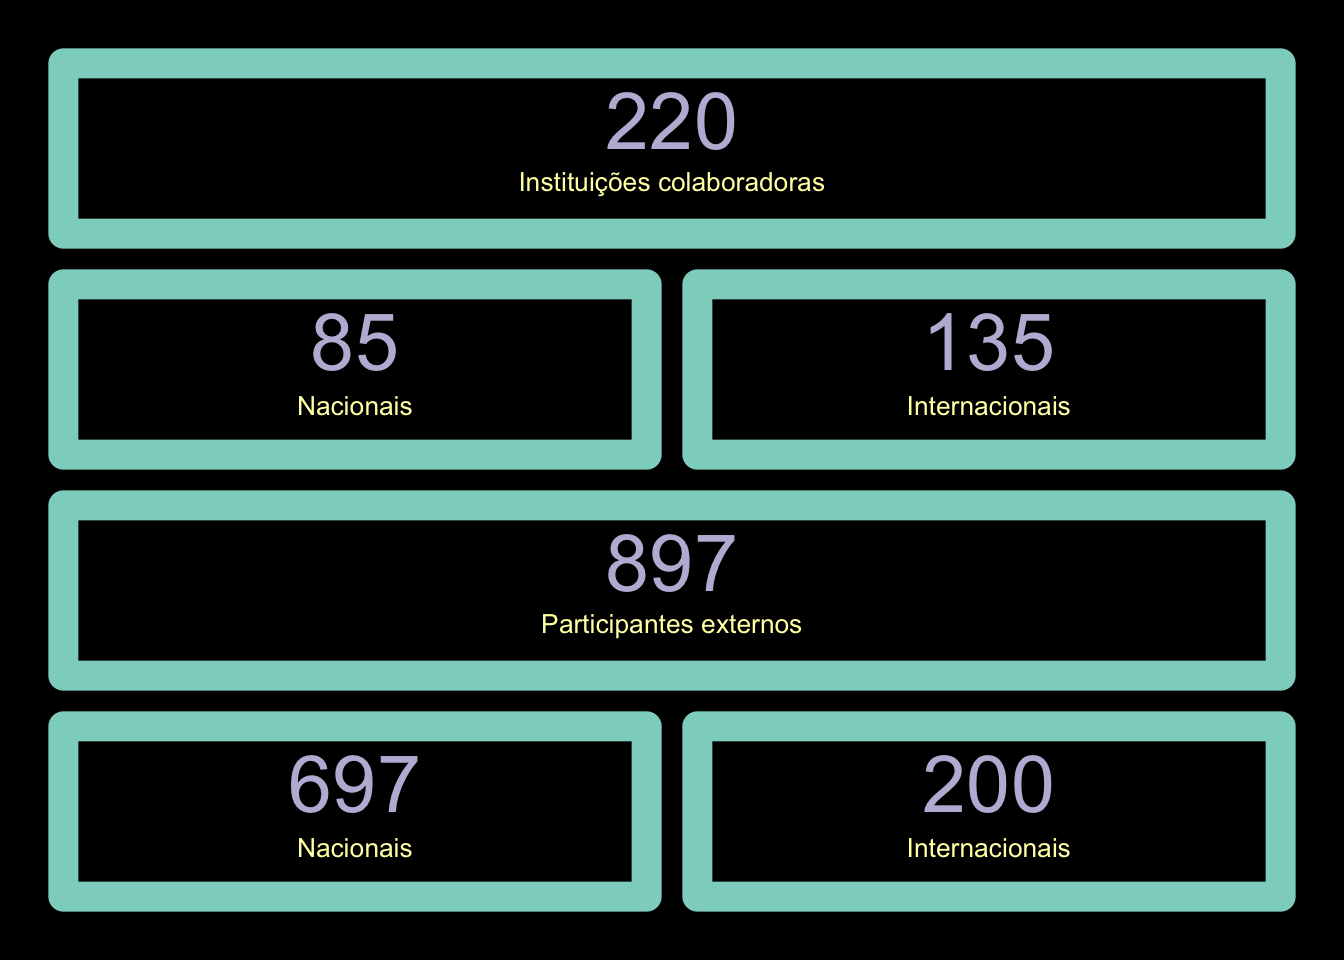 220
Instituições colaboradoras
85
Nacionais
135
Internacionais
897
Participantes externos
697
Nacionais
200
Internacionais